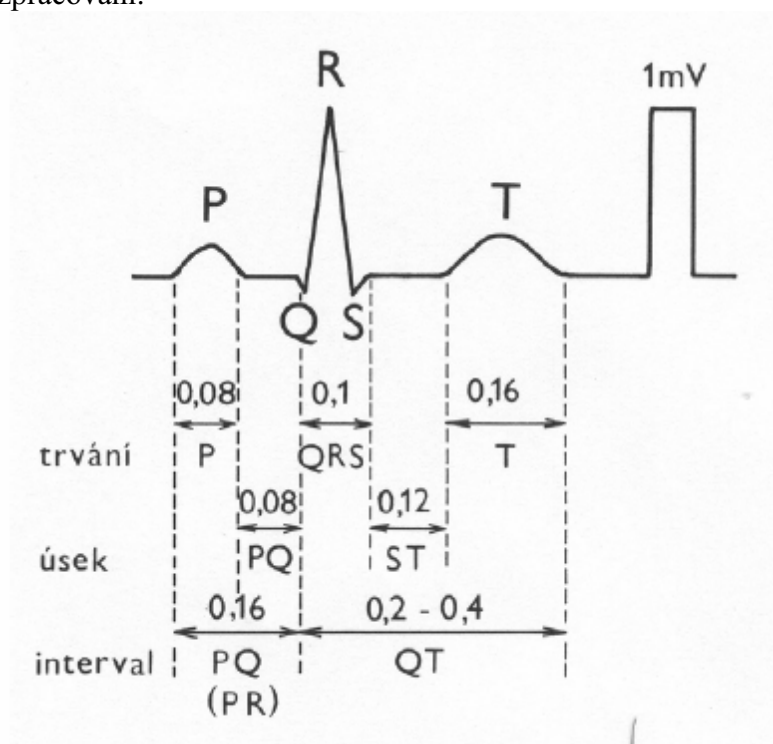 zpracování.
R
1mV
P
T
Q S
0,08 0,1 0,16
trvání P QRS T
0,08 0,12
úsek PQ ST
0,16 0,2 - 0,4
interval PQ QT
(PR)